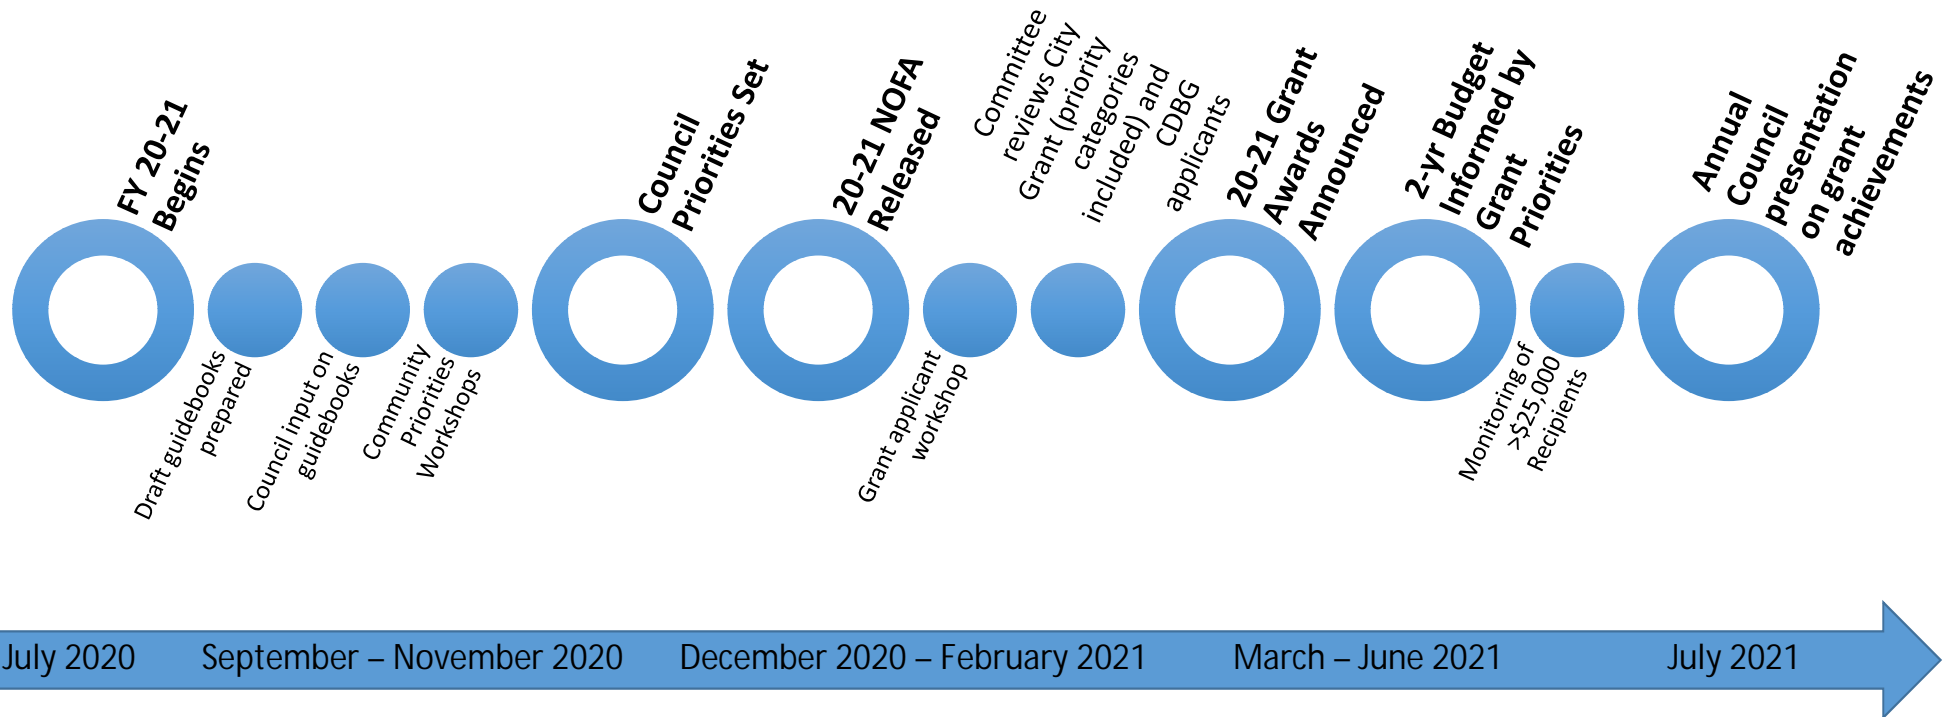 FY 20-21
Begins
Draft guidebooks
prepared
Council input on
guidebooks
Community
Priorities
Workshops
Council
Priorities Set
20-21 NOFA
Released
Grant applicant
workshop
Committee
reviews City
Grant (priority
categories
included) and
CDBG
applicants
20-21 Grant
Awards
Announced
2-yr Budget
Informed by
Grant
Priorities
Monitoring of
>$25,000
Recipients
Annual
Council
presentation
on grant
achievements
July 2020
September – November 2020
December 2020 – February 2021
March – June 2021
July 2021